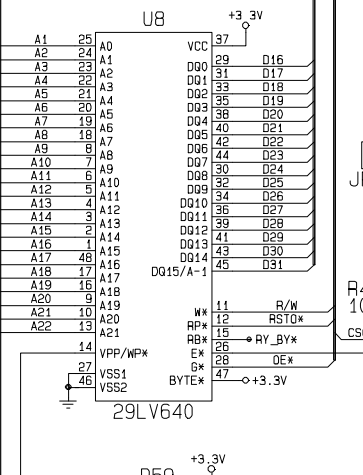 U8
+3 3V
A1 25 A0
A2 24 A1
A3 23 A2
A4 22 A3
A5 21 A4
A6 20 A5
A7 19 A6
A8 18 A7
A9 8 A8
A10 7 A9
A11 6 A10
A12 5 A11
A13 4 A12
A14 3 A13
A15 2 A14
A16 1 A15
A17 48 A16
A18 17 A17
A19 16 A18
A20 9 A19
A21 10 A20
A22 13 A21
14 VPP/WP*
27 VSS1
46 VSS2
VCC 37
DQ0 29 D16
DQ1 31 D17
DQ2 33 D18
DQ3 35 D19
DQ4 38 D20
DQ5 40 D21
DQ6 42 D22
DQ7 44 D23
DQ8 30 D24
DQ9 32 D25
DQ10 34 D26
DQ11 36 D27
DQ12 39 D28
DQ13 41 D29
DQ14 43 D30
DQ15/A-1 45 D31
W* 11 R/W
RP* 12 RSTO*
RB* 15 RY_BY*
E* 26
G* 28 OE*
BYTE* 47 +3.3V
29LV640
+3.3V